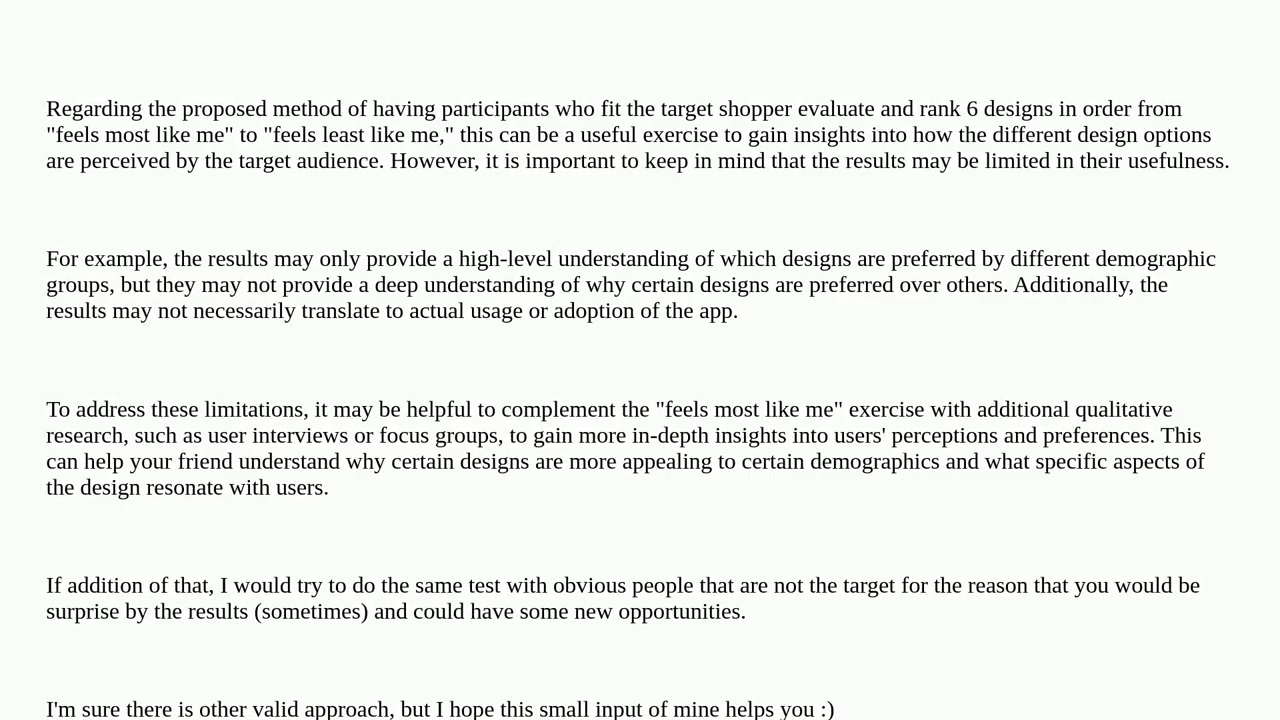 Regarding the proposed method of having participants who fit the target shopper evaluate and rank 6 designs in order from
"feels most like me" to "feels least like me," this can be a useful exercise to gain insights into how the different design options
are perceived by the target audience. However, it is important to keep in mind that the results may be limited in their usefulness.
For example, the results may only provide a high-level understanding of which designs are preferred by different demographic
groups, but they may not provide a deep understanding of why certain designs are preferred over others. Additionally, the
results may not necessarily translate to actual usage or adoption of the app.
To address these limitations, it may be helpful to complement the "feels most like me" exercise with additional qualitative
research, such as user interviews or focus groups, to gain more in-depth insights into users' perceptions and preferences. This
can help your friend understand why certain designs are more appealing to certain demographics and what specific aspects of
the design resonate with users.
If addition of that, I would try to do the same test with obvious people that are not the target for the reason that you would be
surprise by the results (sometimes) and could have some new opportunities.
I'm sure there is other valid approach, but I hope this small input of mine helps you :)